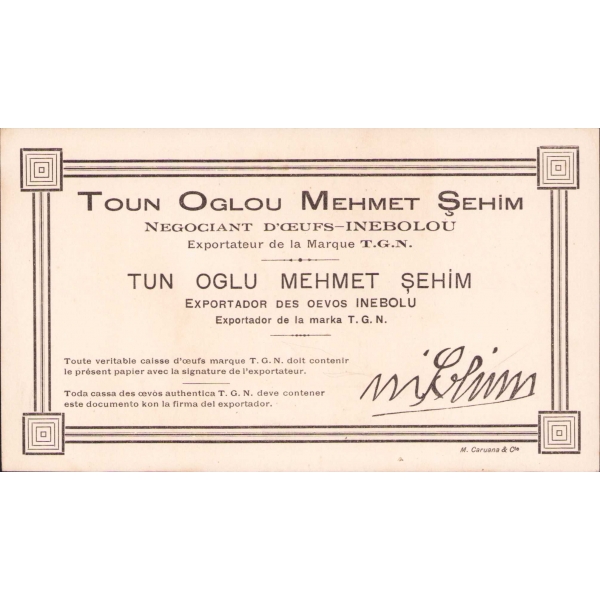 Toun Oglou Mehmet Şehim
Negociant d'œufs-Inebolou
Exportateur de la Marque T.G.N.
TUN OGLU MEHMET ŞEHİM
Exportador des oevos Inebolu
Exportador de la marka T. G. N.
Toute veritable caisse d'œufs marque T. G. N. doit contenir
le présent papier avec la signature de l'exportateur.
Toda cassa des œvos authentica T. G. N. deve contener
este documento kon la firma del exportador.
M. Caruana & Cie